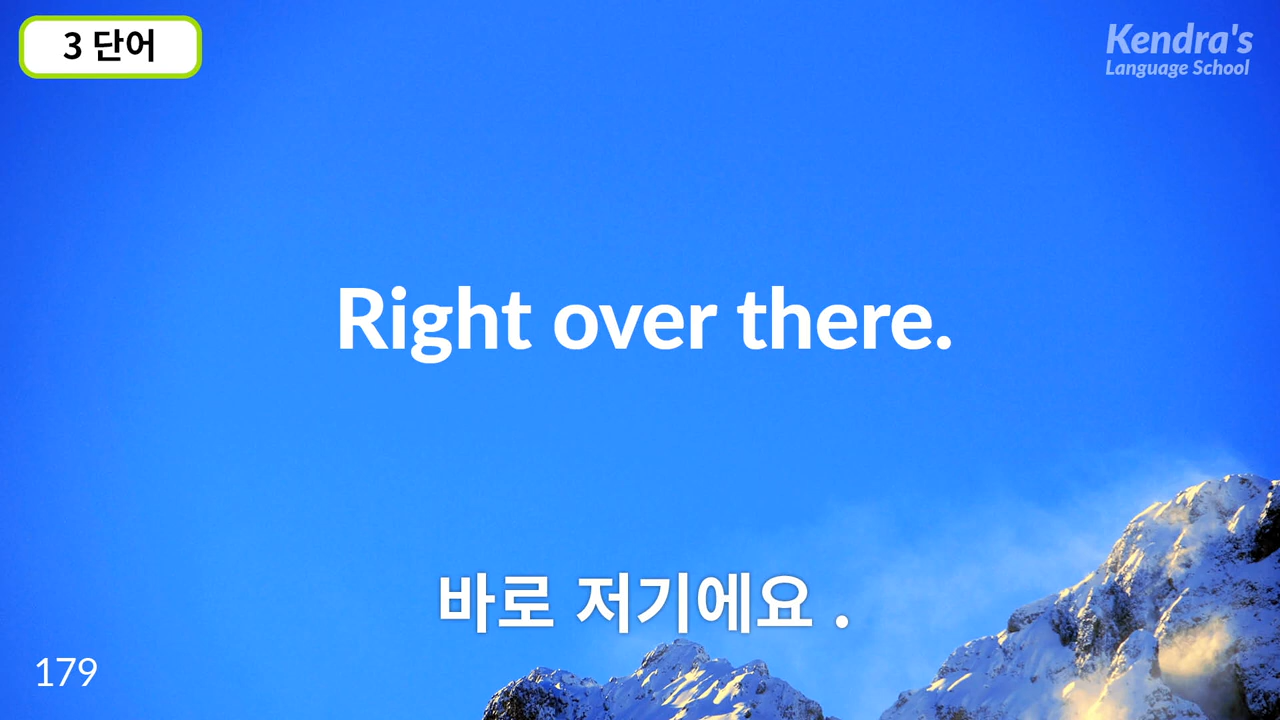 3 단어
Kendra's
Language School
Right over there.
바로 저기에요 .
179